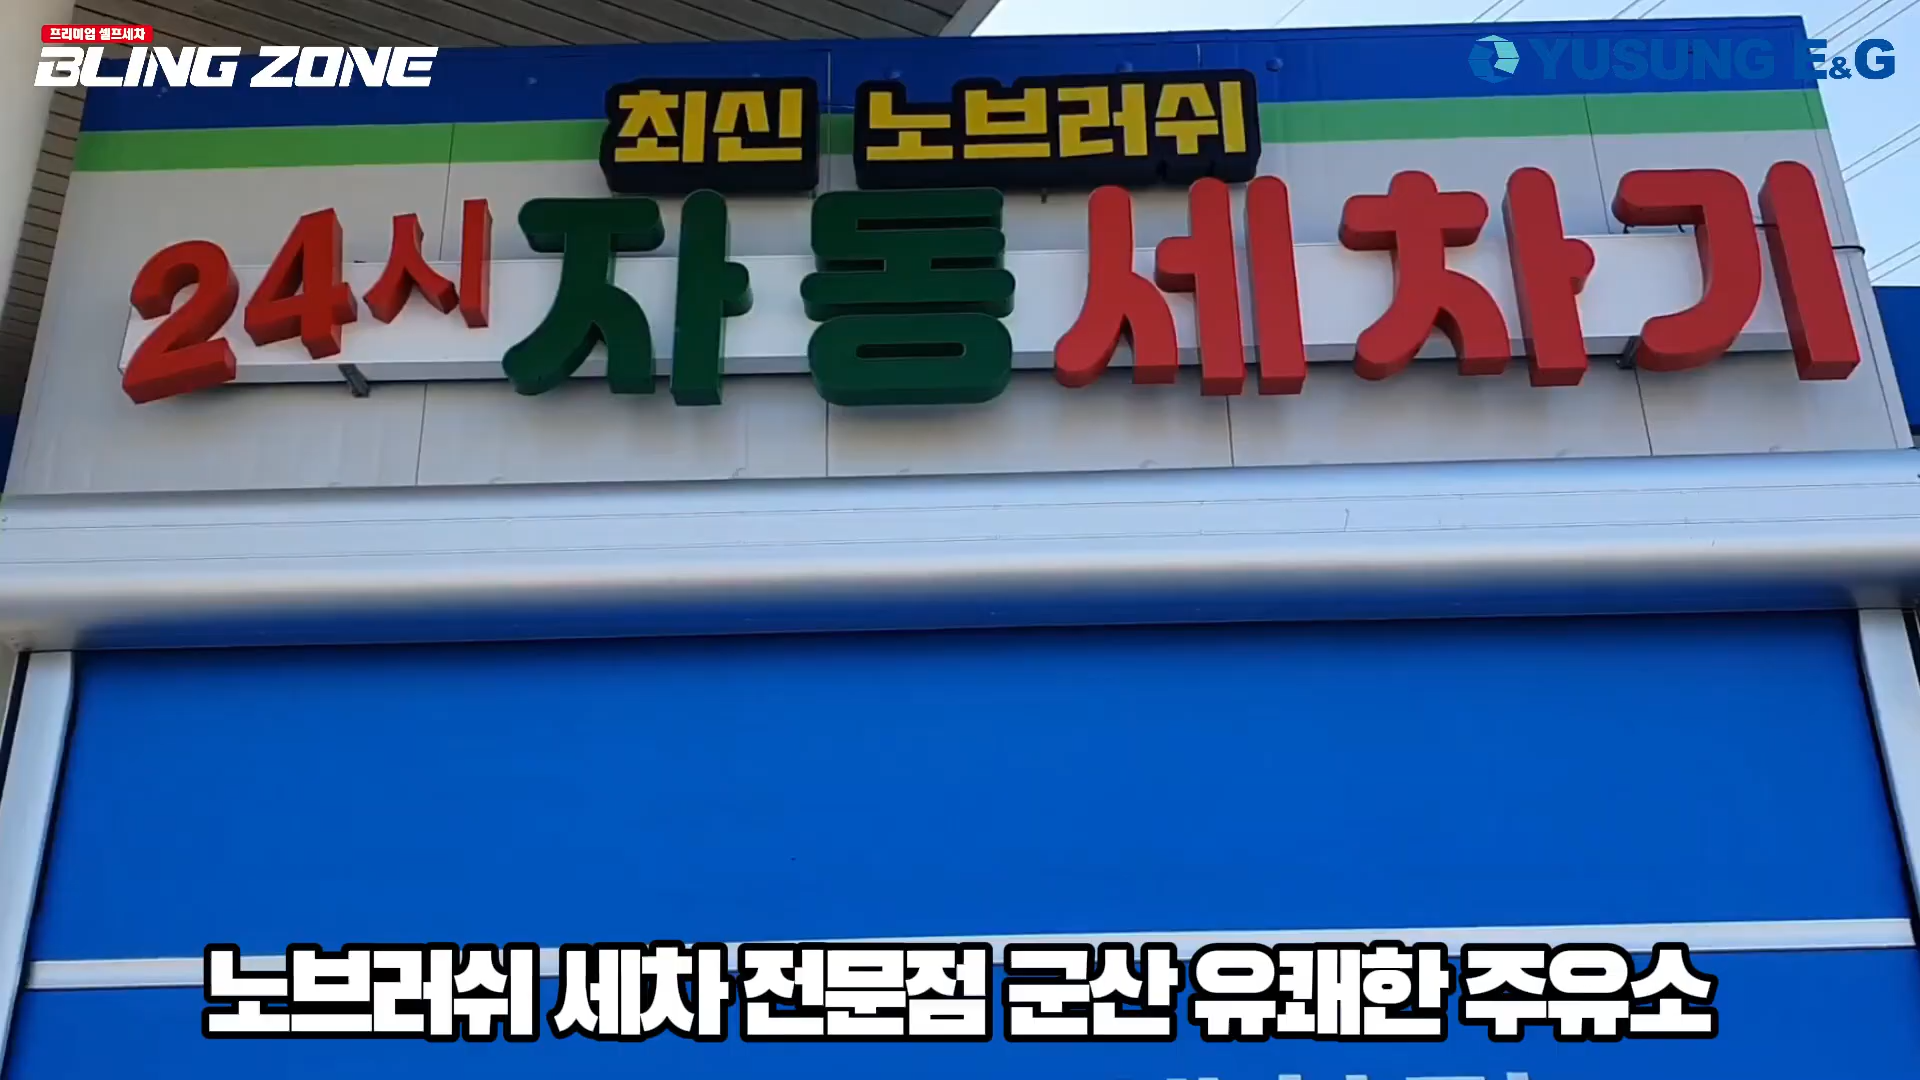 프리미엄 셀프세차
BLING ZONE
YUSUNG E&G
최신 노브러쉬
24시 자동세차기
노브러쉬 세차 전문점 군산 유쾌한 주유소